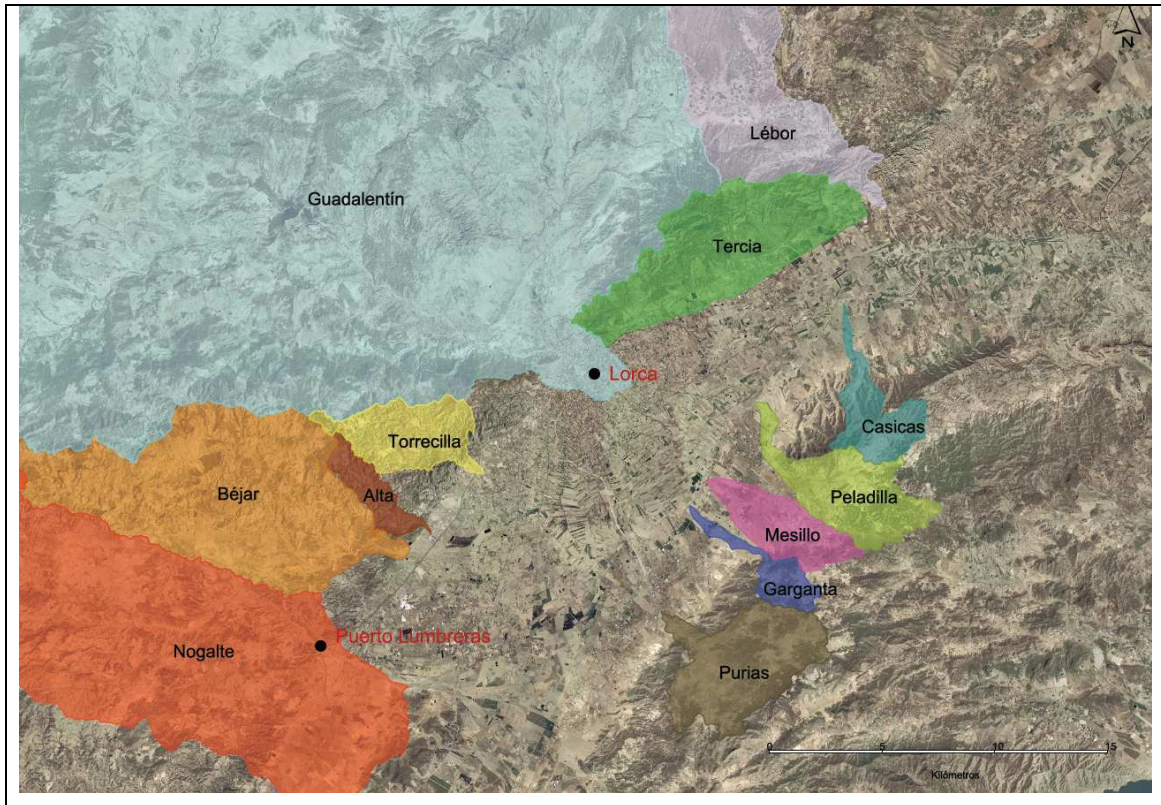 N
Lébor
Guadalentín
Tercia
Lorca
Casicas
Torrecilla
Béjar
Alta
Peladilla
Mesillo
Garganta
Puerto Lumbreras
Nogalte
Purias
0 5 10 15
Kilómetros